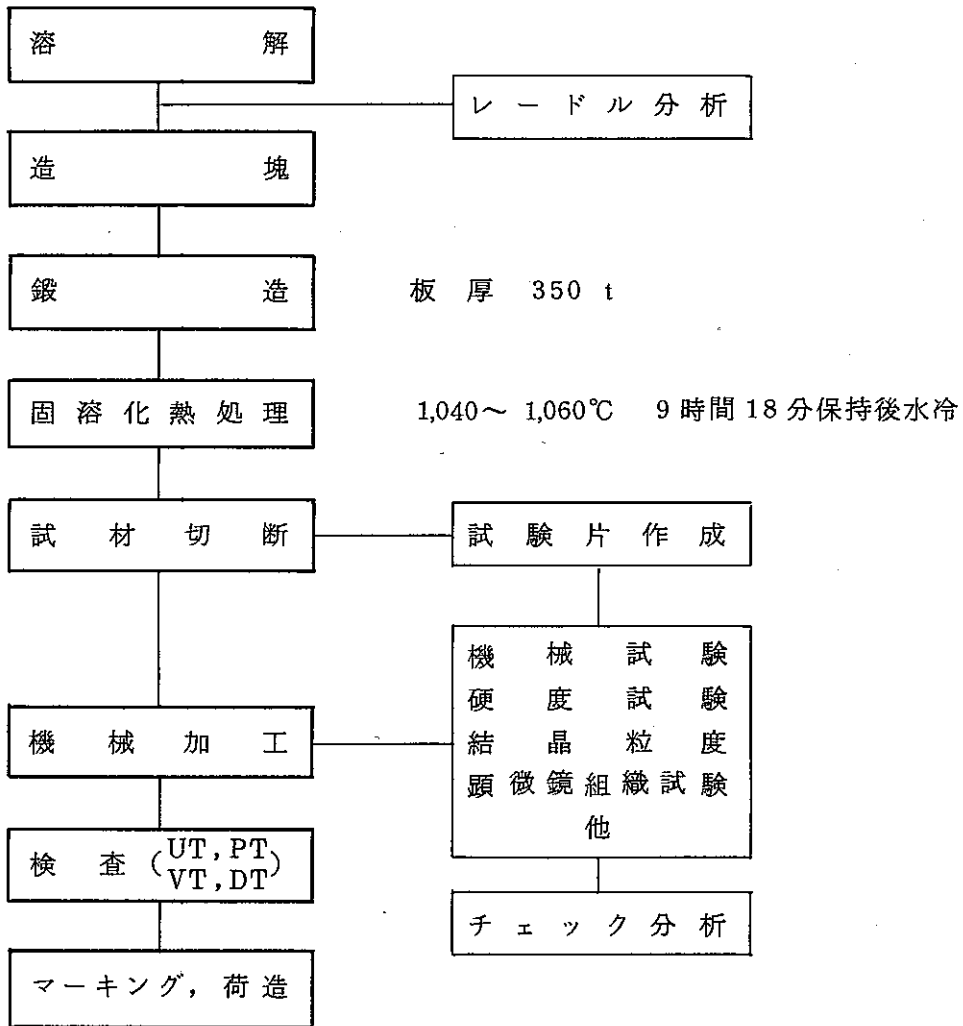 溶解
レードル分析
造塊
鍛造
板厚 350 t
固溶化熱処理
1,040～1,060℃ 9時間18分保持後水冷
試材切断
試験片作成
機械試験
硬度試験
結晶粒度
顕微鏡組織試験
他
機械加工
検査(UT,PT
VT,DT)
チェック分析
マーキング,荷造